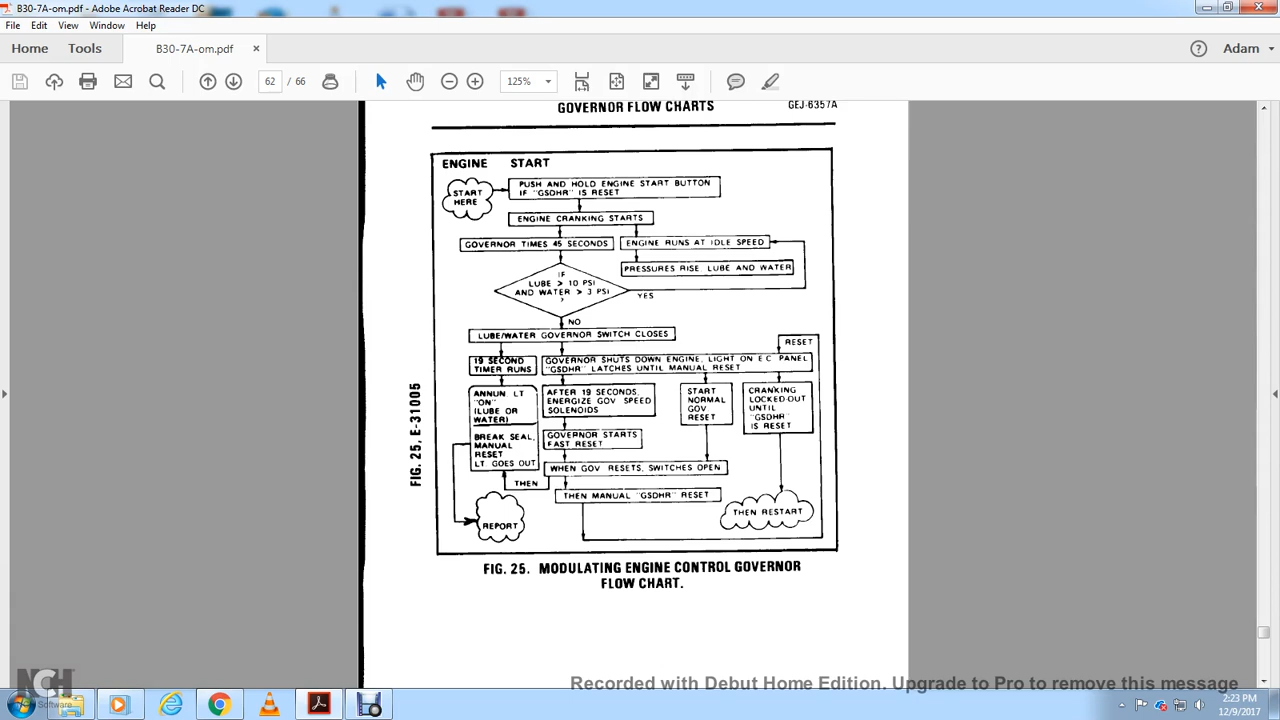 B30-7A-om.pdf - Adobe Acrobat Reader DC
File Edit View Window Help
Home Tools B30-7A-om.pdf × Adam
62 / 66 125%
GOVERNOR FLOW CHARTS GEJ-6357A
ENGINE START
START
HERE
PUSH AND HOLD ENGINE START BUTTON
IF "GSDHR" IS RESET
ENGINE CRANKING STARTS
GOVERNOR TIMES 45 SECONDS
ENGINE RUNS AT IDLE SPEED
PRESSURES RISE, LUBE AND WATER
IF
LUBE > 10 PSI
AND WATER > 3 PSI
?
YES
NO
LUBE/WATER GOVERNOR SWITCH CLOSES
RESET
19 SECOND
TIMER RUNS
GOVERNOR SHUTS DOWN ENGINE, LIGHT ON E C PANEL
"GSDHR" LATCHES UNTIL MANUAL RESET
ANNUN. LT
"ON"
(LUBE OR
WATER)
BREAK SEAL,
MANUAL
RESET
LT GOES OUT
AFTER 19 SECONDS,
ENERGIZE GOV SPEED
SOLENOIDS
START
NORMAL
GOV
RESET
CRANKING
LOCKED-OUT
UNTIL
"GSDHR"
IS RESET
GOVERNOR STARTS
FAST RESET
WHEN GOV RESETS, SWITCHES OPEN
THEN
THEN MANUAL "GSDHR" RESET
REPORT
THEN RESTART
FIG. 25, E-31005
FIG. 25. MODULATING ENGINE CONTROL GOVERNOR
FLOW CHART.
NCH
Software
Recorded with Debut Home Edition. Upgrade to Pro to remove this message
2:23 PM
12/9/2017